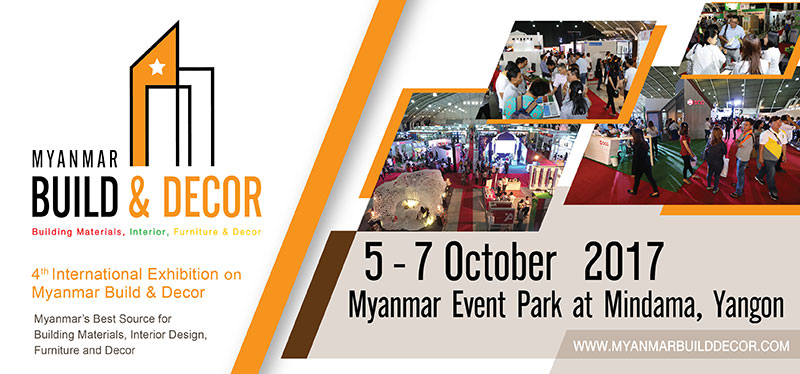 MYANMAR
BUILD & DECOR
Building Materials, Interior, Furniture & Decor
4th International Exhibition on
Myanmar Build & Decor
Myanmar's Best Source for
Building Materials, Interior Design,
Furniture and Decor
5 - 7 October 2017
Myanmar Event Park at Mindama, Yangon
WWW.MYANMARBUILDDECOR.COM